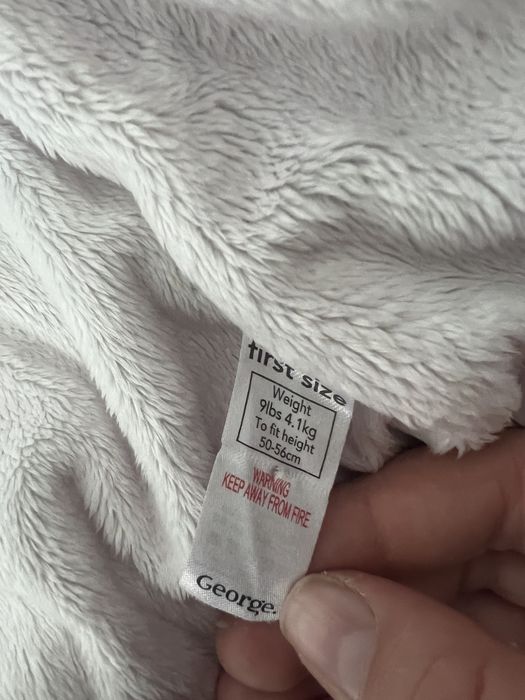 first size
Weight
9lbs 4.1kg
To fit height
50-56cm
WARNING
KEEP AWAY FROM FIRE
George.